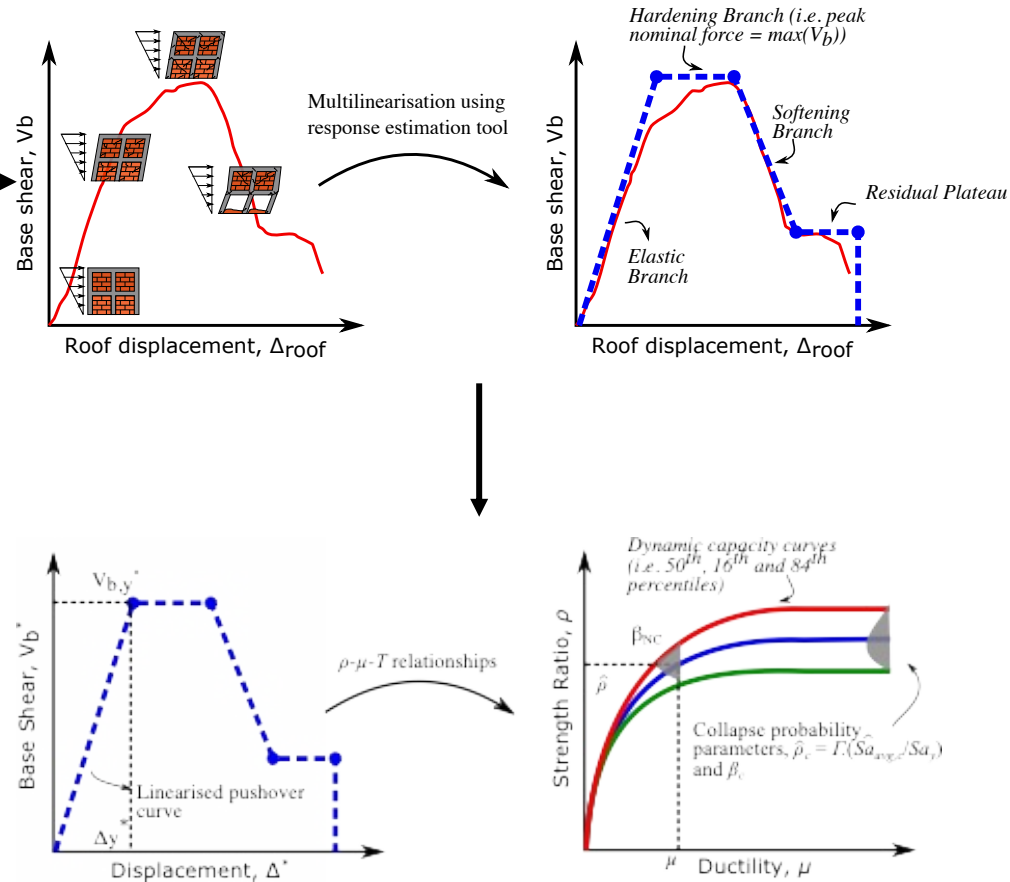 Base shear, Vb
Roof displacement, Δroof
Multilinearisation using
response estimation tool
Hardening Branch (i.e. peak
nominal force = max(Vb))
Softening
Branch
Residual Plateau
Elastic
Branch
Base shear, Vb
Roof displacement, Δroof
Vb,y*
Base Shear, Vb*
Linearised pushover
curve
Δy*
Displacement, Δ*
ρ-μ-T relationships
Dynamic capacity curves
(i.e. 50th, 16th and 84th
percentiles)
βNC
ρ̂
Strength Ratio, ρ
Collapse probability
parameters, ρ̂c = Γ(Ŝaavg,c/Say)
and βc
μ
Ductility, μ